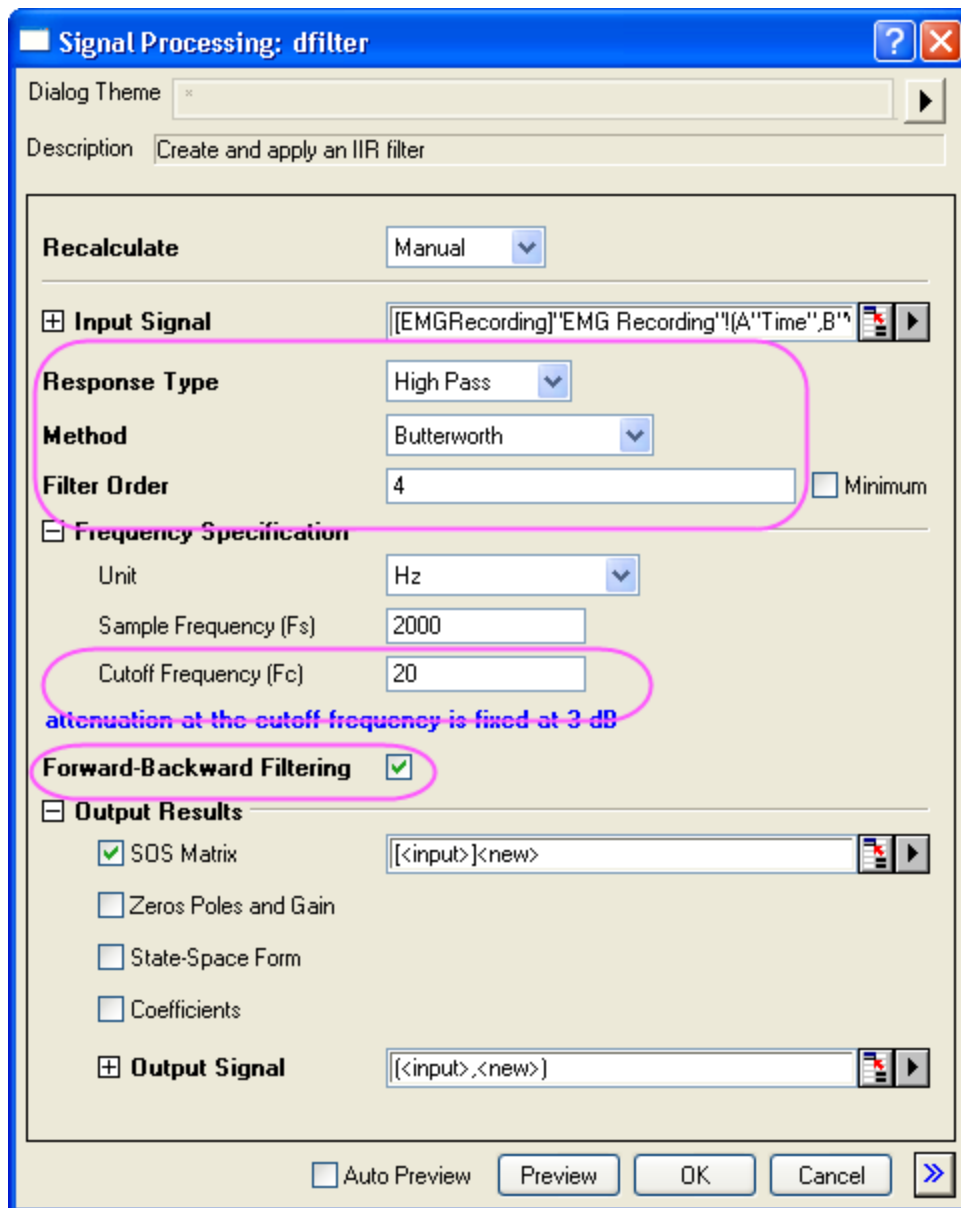 Signal Processing: dfilter
Dialog Theme *
Description Create and apply an IIR filter
Recalculate Manual
Input Signal [EMGRecording]"EMG Recording"!(A"Time",B"
Response Type High Pass
Method Butterworth
Filter Order 4 Minimum
Frequency Specification
Unit Hz
Sample Frequency (Fs) 2000
Cutoff Frequency (Fc) 20
attenuation at the cutoff frequency is fixed at 3 dB
Forward-Backward Filtering
Output Results
SOS Matrix [<input>]<new>
Zeros Poles and Gain
State-Space Form
Coefficients
Output Signal (<input>,<new>)
Auto Preview Preview OK Cancel